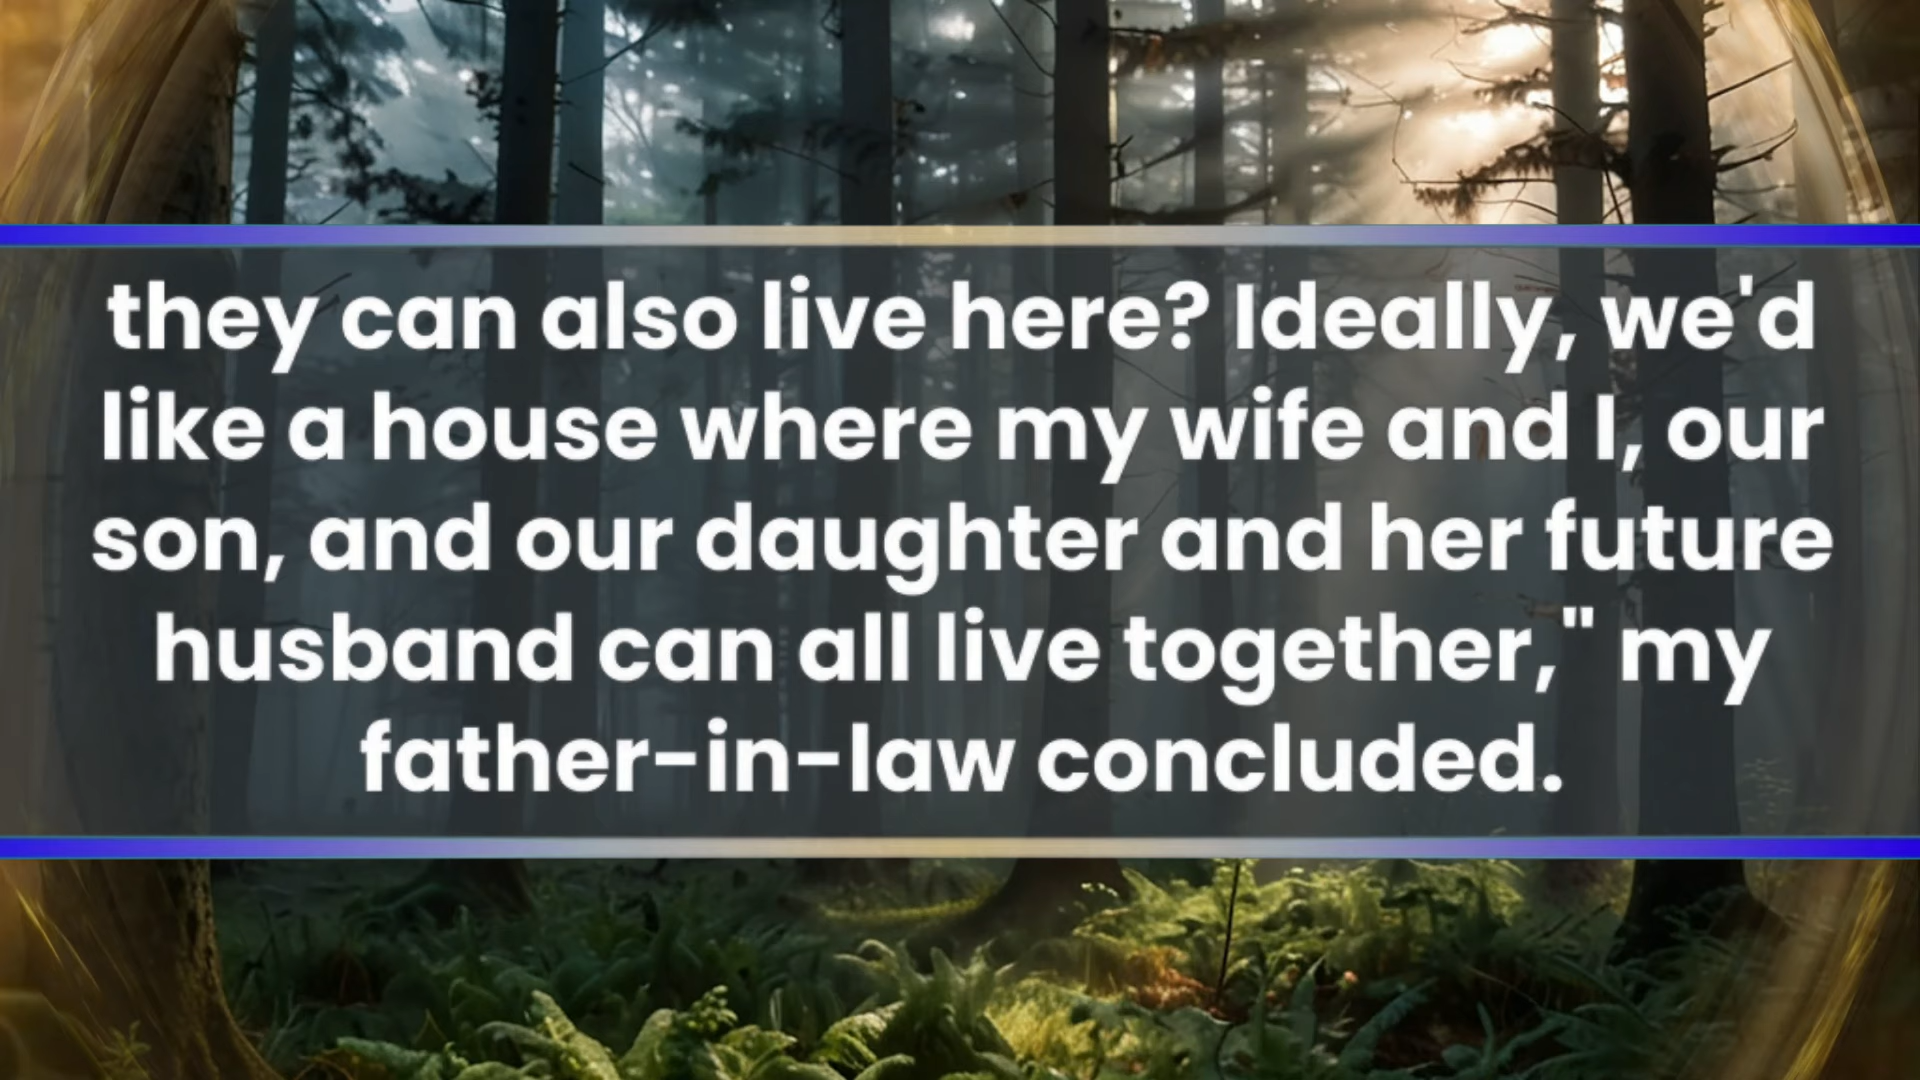 they can also live here? Ideally, we'd
like a house where my wife and I, our
son, and our daughter and her future
husband can all live together," my
father-in-law concluded.